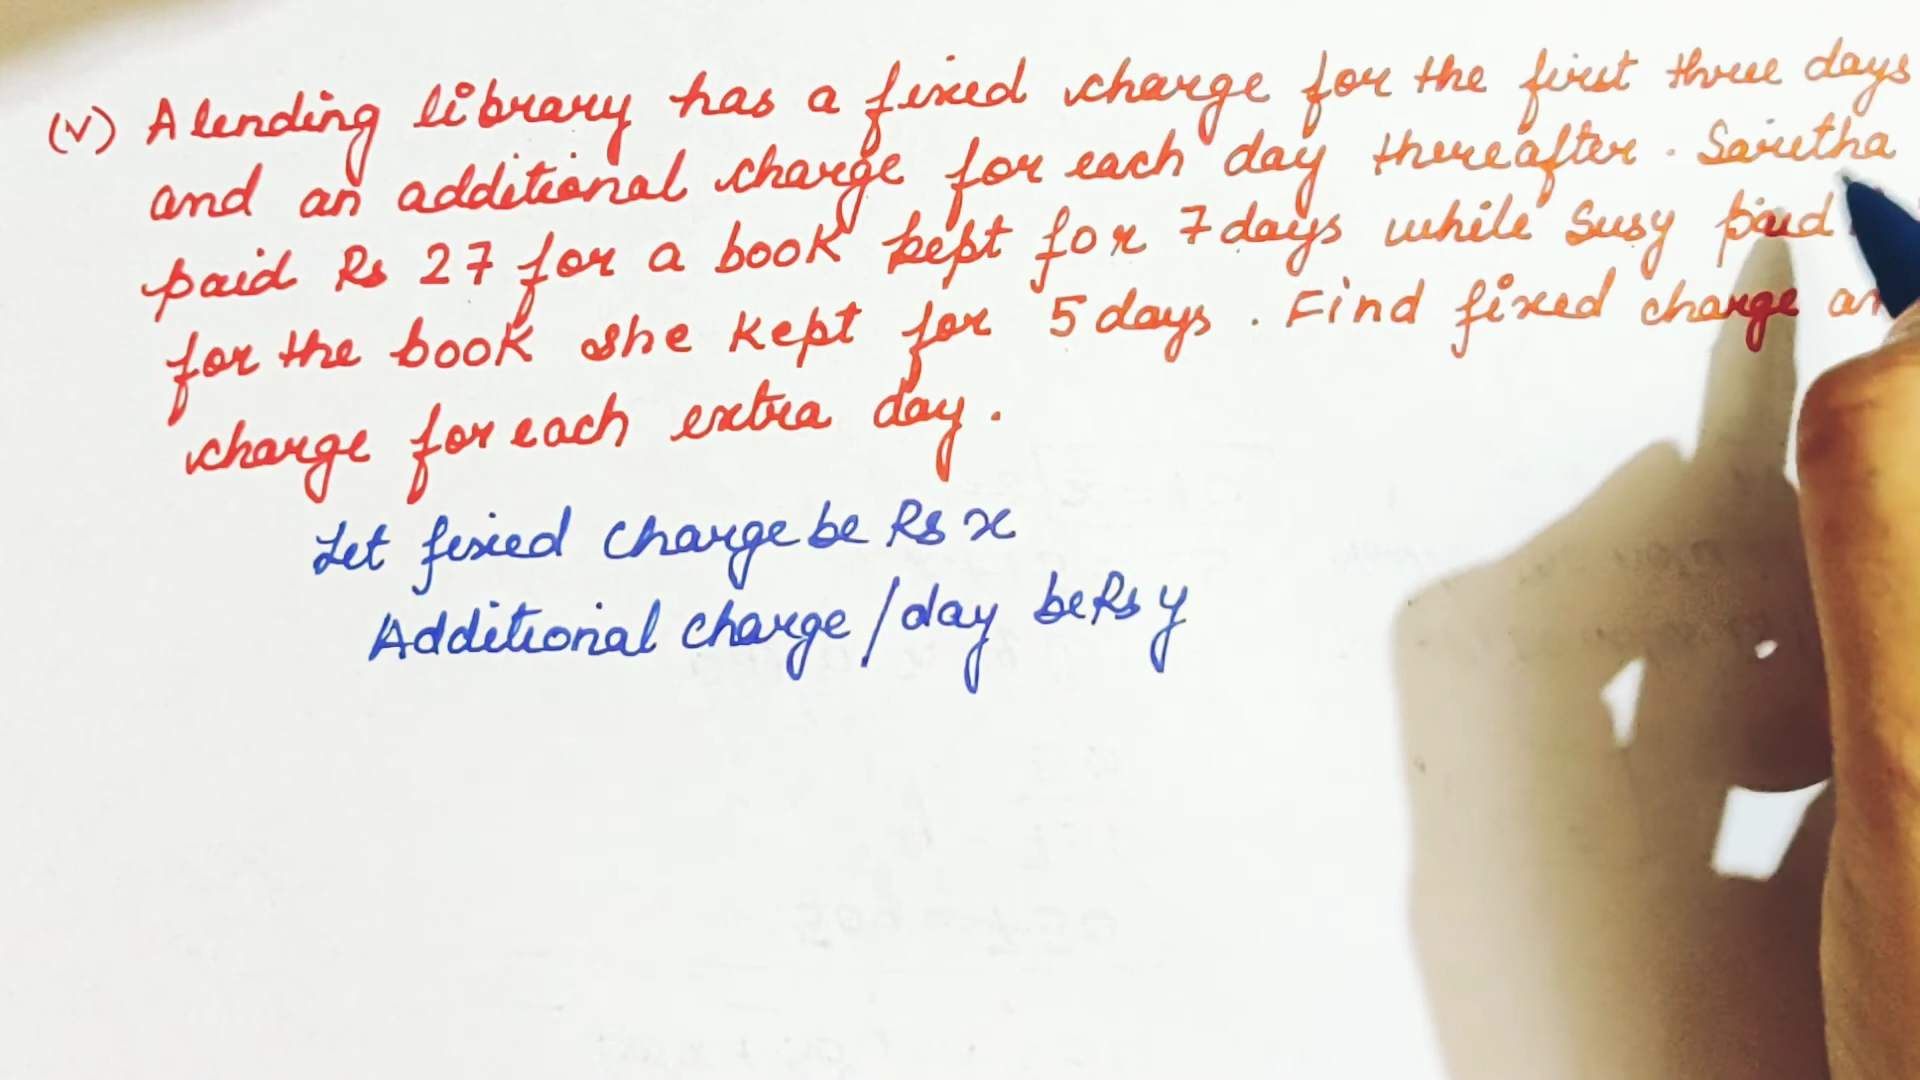 (v) A lending library has a fixed charge for the first three days
and an additional charge for each day thereafter. Saritha
paid Rs 27 for a book kept for 7 days while Susy paid
for the book she kept for 5 days. Find fixed charge an
charge for each extra day.
Let fixed charge be Rs x
Additional charge / day be Rs y